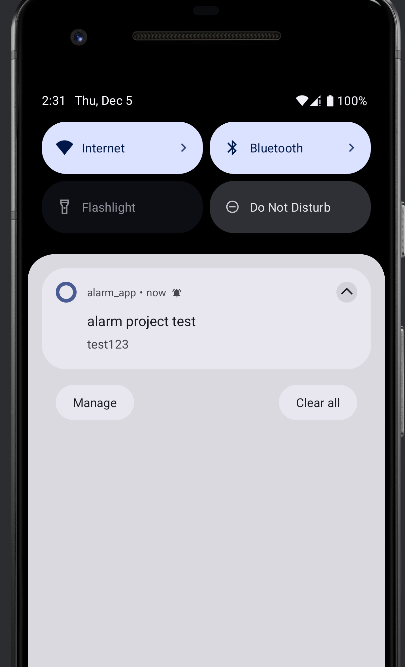 2:31 Thu, Dec 5 100%
Internet Bluetooth
Flashlight Do Not Disturb
alarm_app • now
alarm project test
test123
Manage Clear all